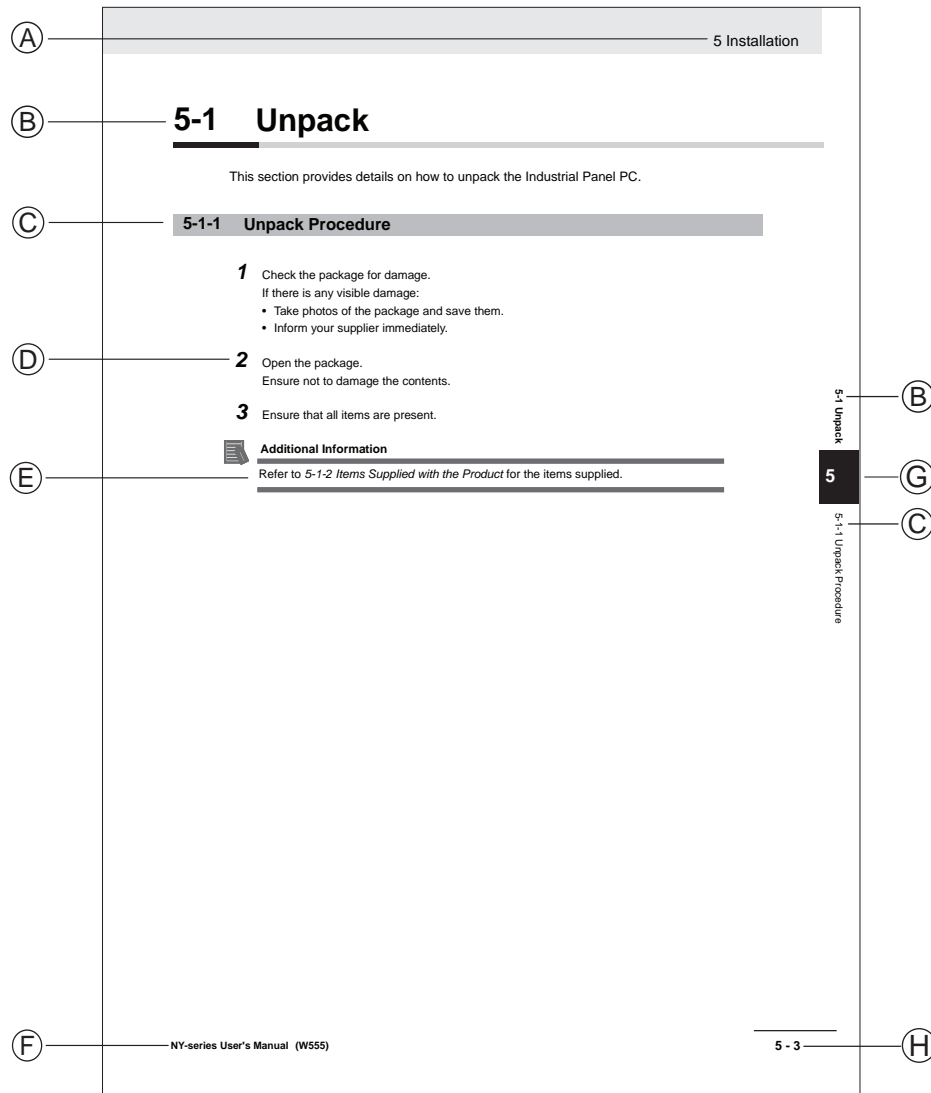 A
5 Installation
B
5-1 Unpack
This section provides details on how to unpack the Industrial Panel PC.
C
5-1-1 Unpack Procedure
1 Check the package for damage.
If there is any visible damage:
• Take photos of the package and save them.
• Inform your supplier immediately.
D
2 Open the package.
Ensure not to damage the contents.
3 Ensure that all items are present.
Additional Information
E
Refer to 5-1-2 Items Supplied with the Product for the items supplied.
5-1 Unpack
B
5
G
5-1-1 Unpack Procedure
C
F
NY-series User's Manual (W555)
5 - 3
H